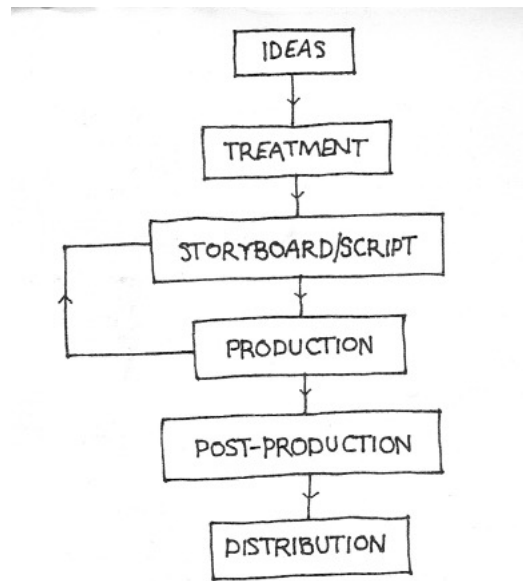 IDEAS
TREATMENT
STORYBOARD/SCRIPT
PRODUCTION
POST-PRODUCTION
DISTRIBUTION